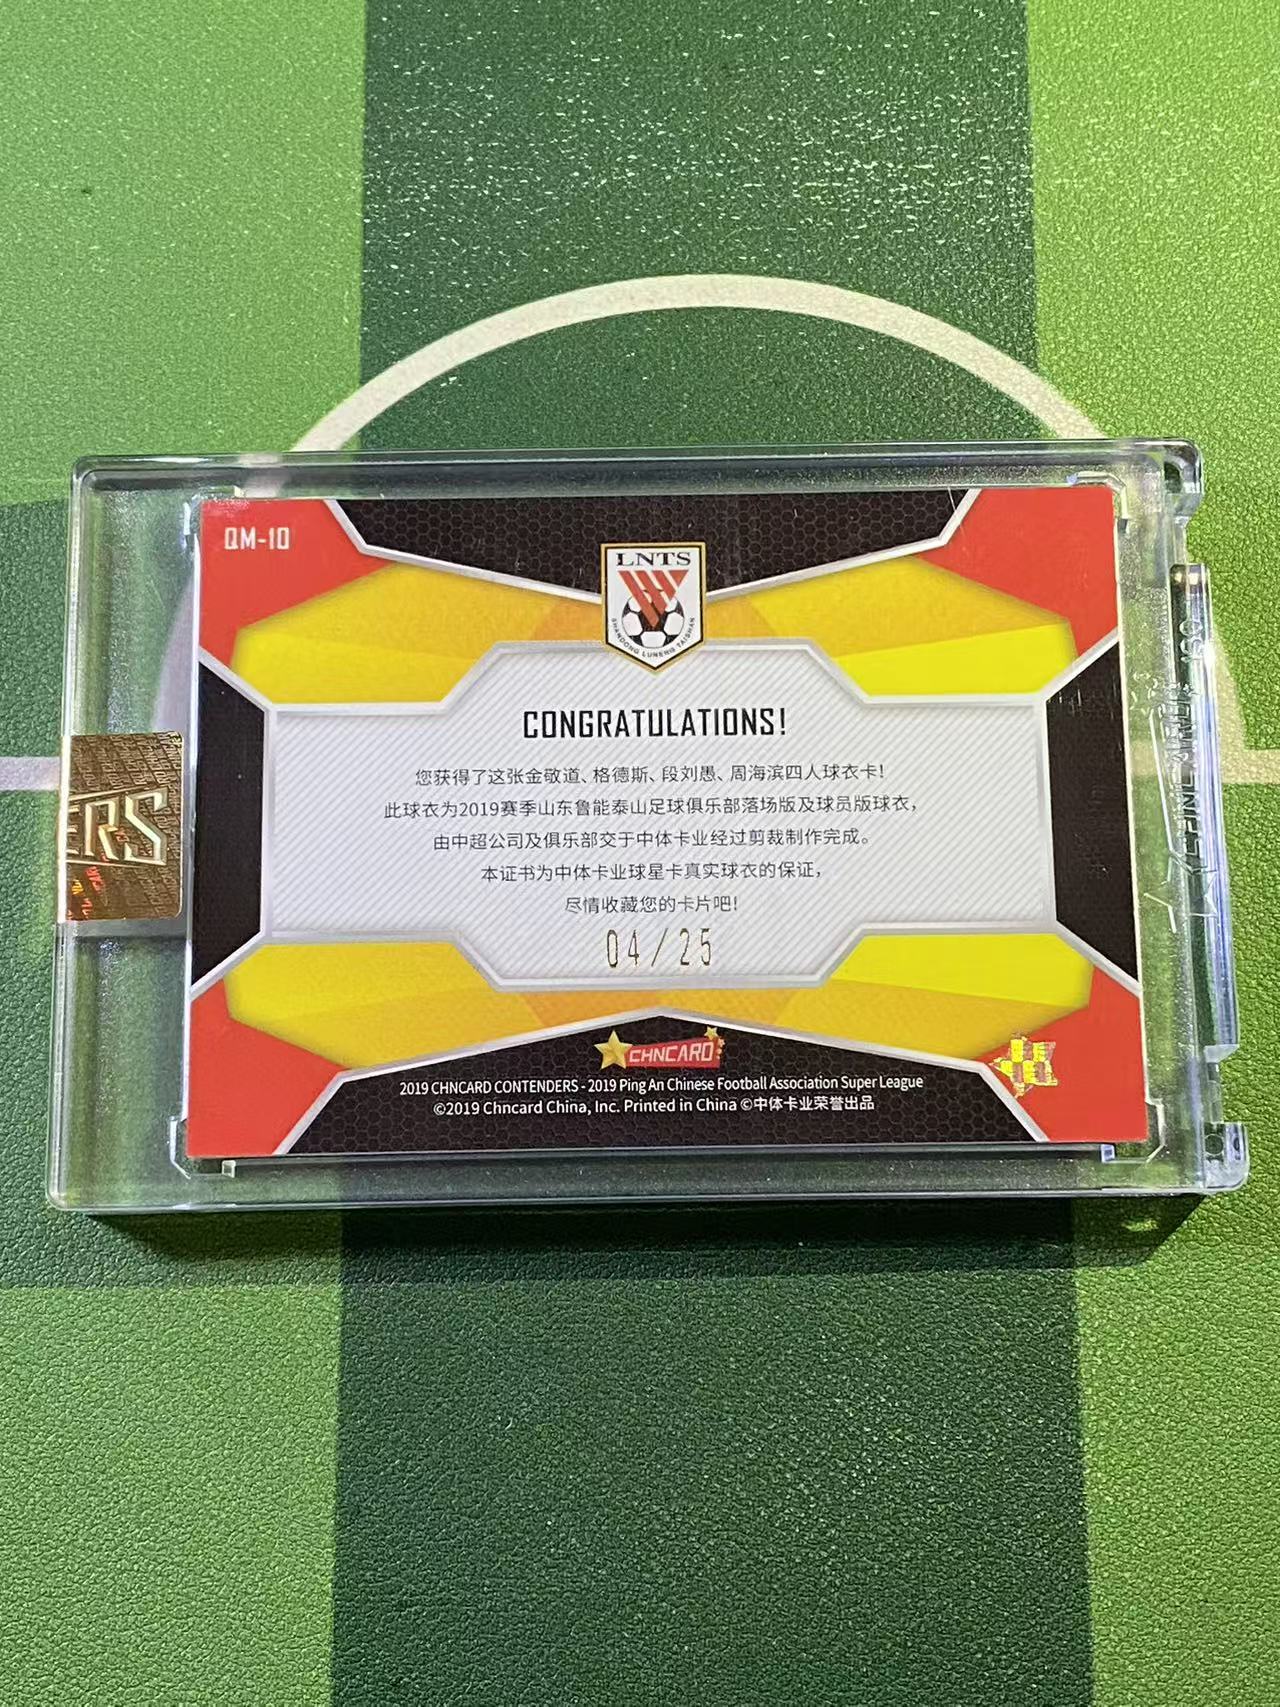 QM-10
LNTS
SHANDONG LUNENG TAISHAN
CONGRATULATIONS!
您获得了这张金敬道、格德斯、段刘愚、周海滨四人球衣卡!
此球衣为2019赛季山东鲁能泰山足球俱乐部落场版及球员版球衣，
由中超公司及俱乐部交于中体卡业经过剪裁制作完成。
本证书为中体卡业球星卡真实球衣的保证，
尽情收藏您的卡片吧!
04/25
ERS
CHNCARD
2019 CHNCARD CONTENDERS - 2019 Ping An Chinese Football Association Super League
©2019 Chncard China, Inc. Printed in China ©中体卡业荣誉出品